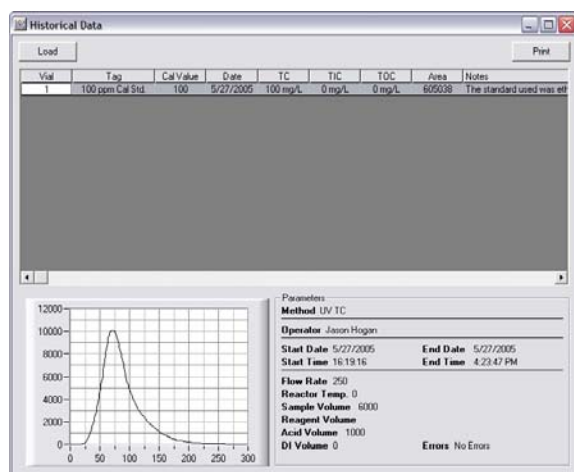 Historical Data
Load Print
Vial Tag Cal Value Date TC TIC TOC Area Notes
1 100 ppm Cal Std. 100 5/27/2005 100 mg/L 0 mg/L 0 mg/L 605038 The standard used was eth
Parameters
Method UV TC
Operator Jason Hogan
Start Date 5/27/2005 End Date 5/27/2005
Start Time 16:19:16 End Time 4:23:47 PM
Flow Rate 250
Reactor Temp. 0
Sample Volume 6000
Reagent Volume
Acid Volume 1000
DI Volume 0 Errors No Errors
12000
10000
8000
6000
4000
2000
0
0 50 100 150 200 250 300